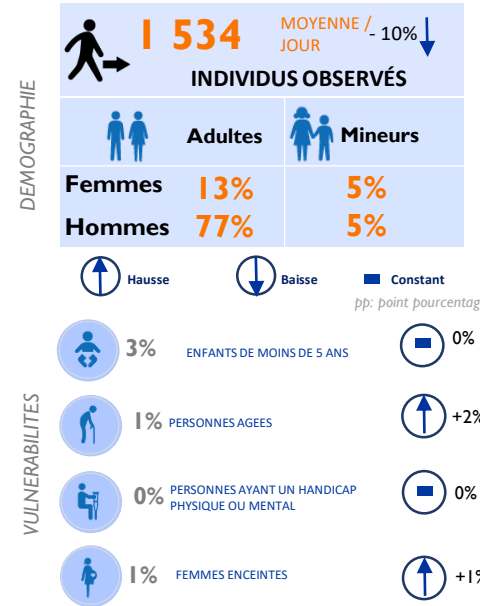 DEMOGRAPHIE
1 534
MOYENNE /
JOUR
- 10%
INDIVIDUS OBSERVÉS
Adultes
Mineurs
Femmes 13% 5%
Hommes 77% 5%
Hausse
Baisse
Constant
pp: point pourcentag
VULNERABILITES
3% ENFANTS DE MOINS DE 5 ANS 0%
1% PERSONNES AGEES +2%
0% PERSONNES AYANT UN HANDICAP
PHYSIQUE OU MENTAL 0%
1% FEMMES ENCEINTES +1%